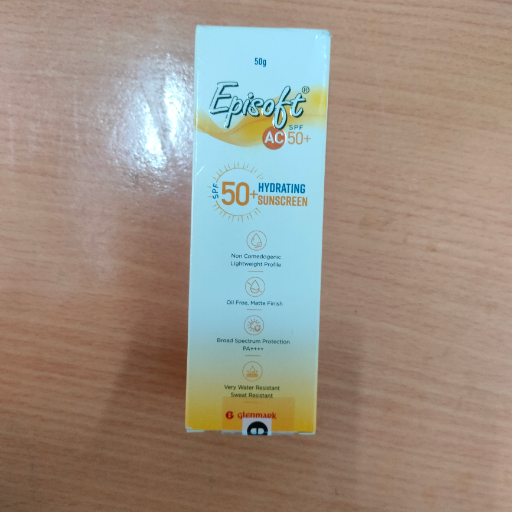 50g
Episoft®
AC SPF 50+
SPF 50+ HYDRATING SUNSCREEN
Non Comedogenic
Lightweight Profile
Oil Free, Matte Finish
Broad Spectrum Protection
PA++++
Very Water Resistant
Sweat Resistant
G glenmark